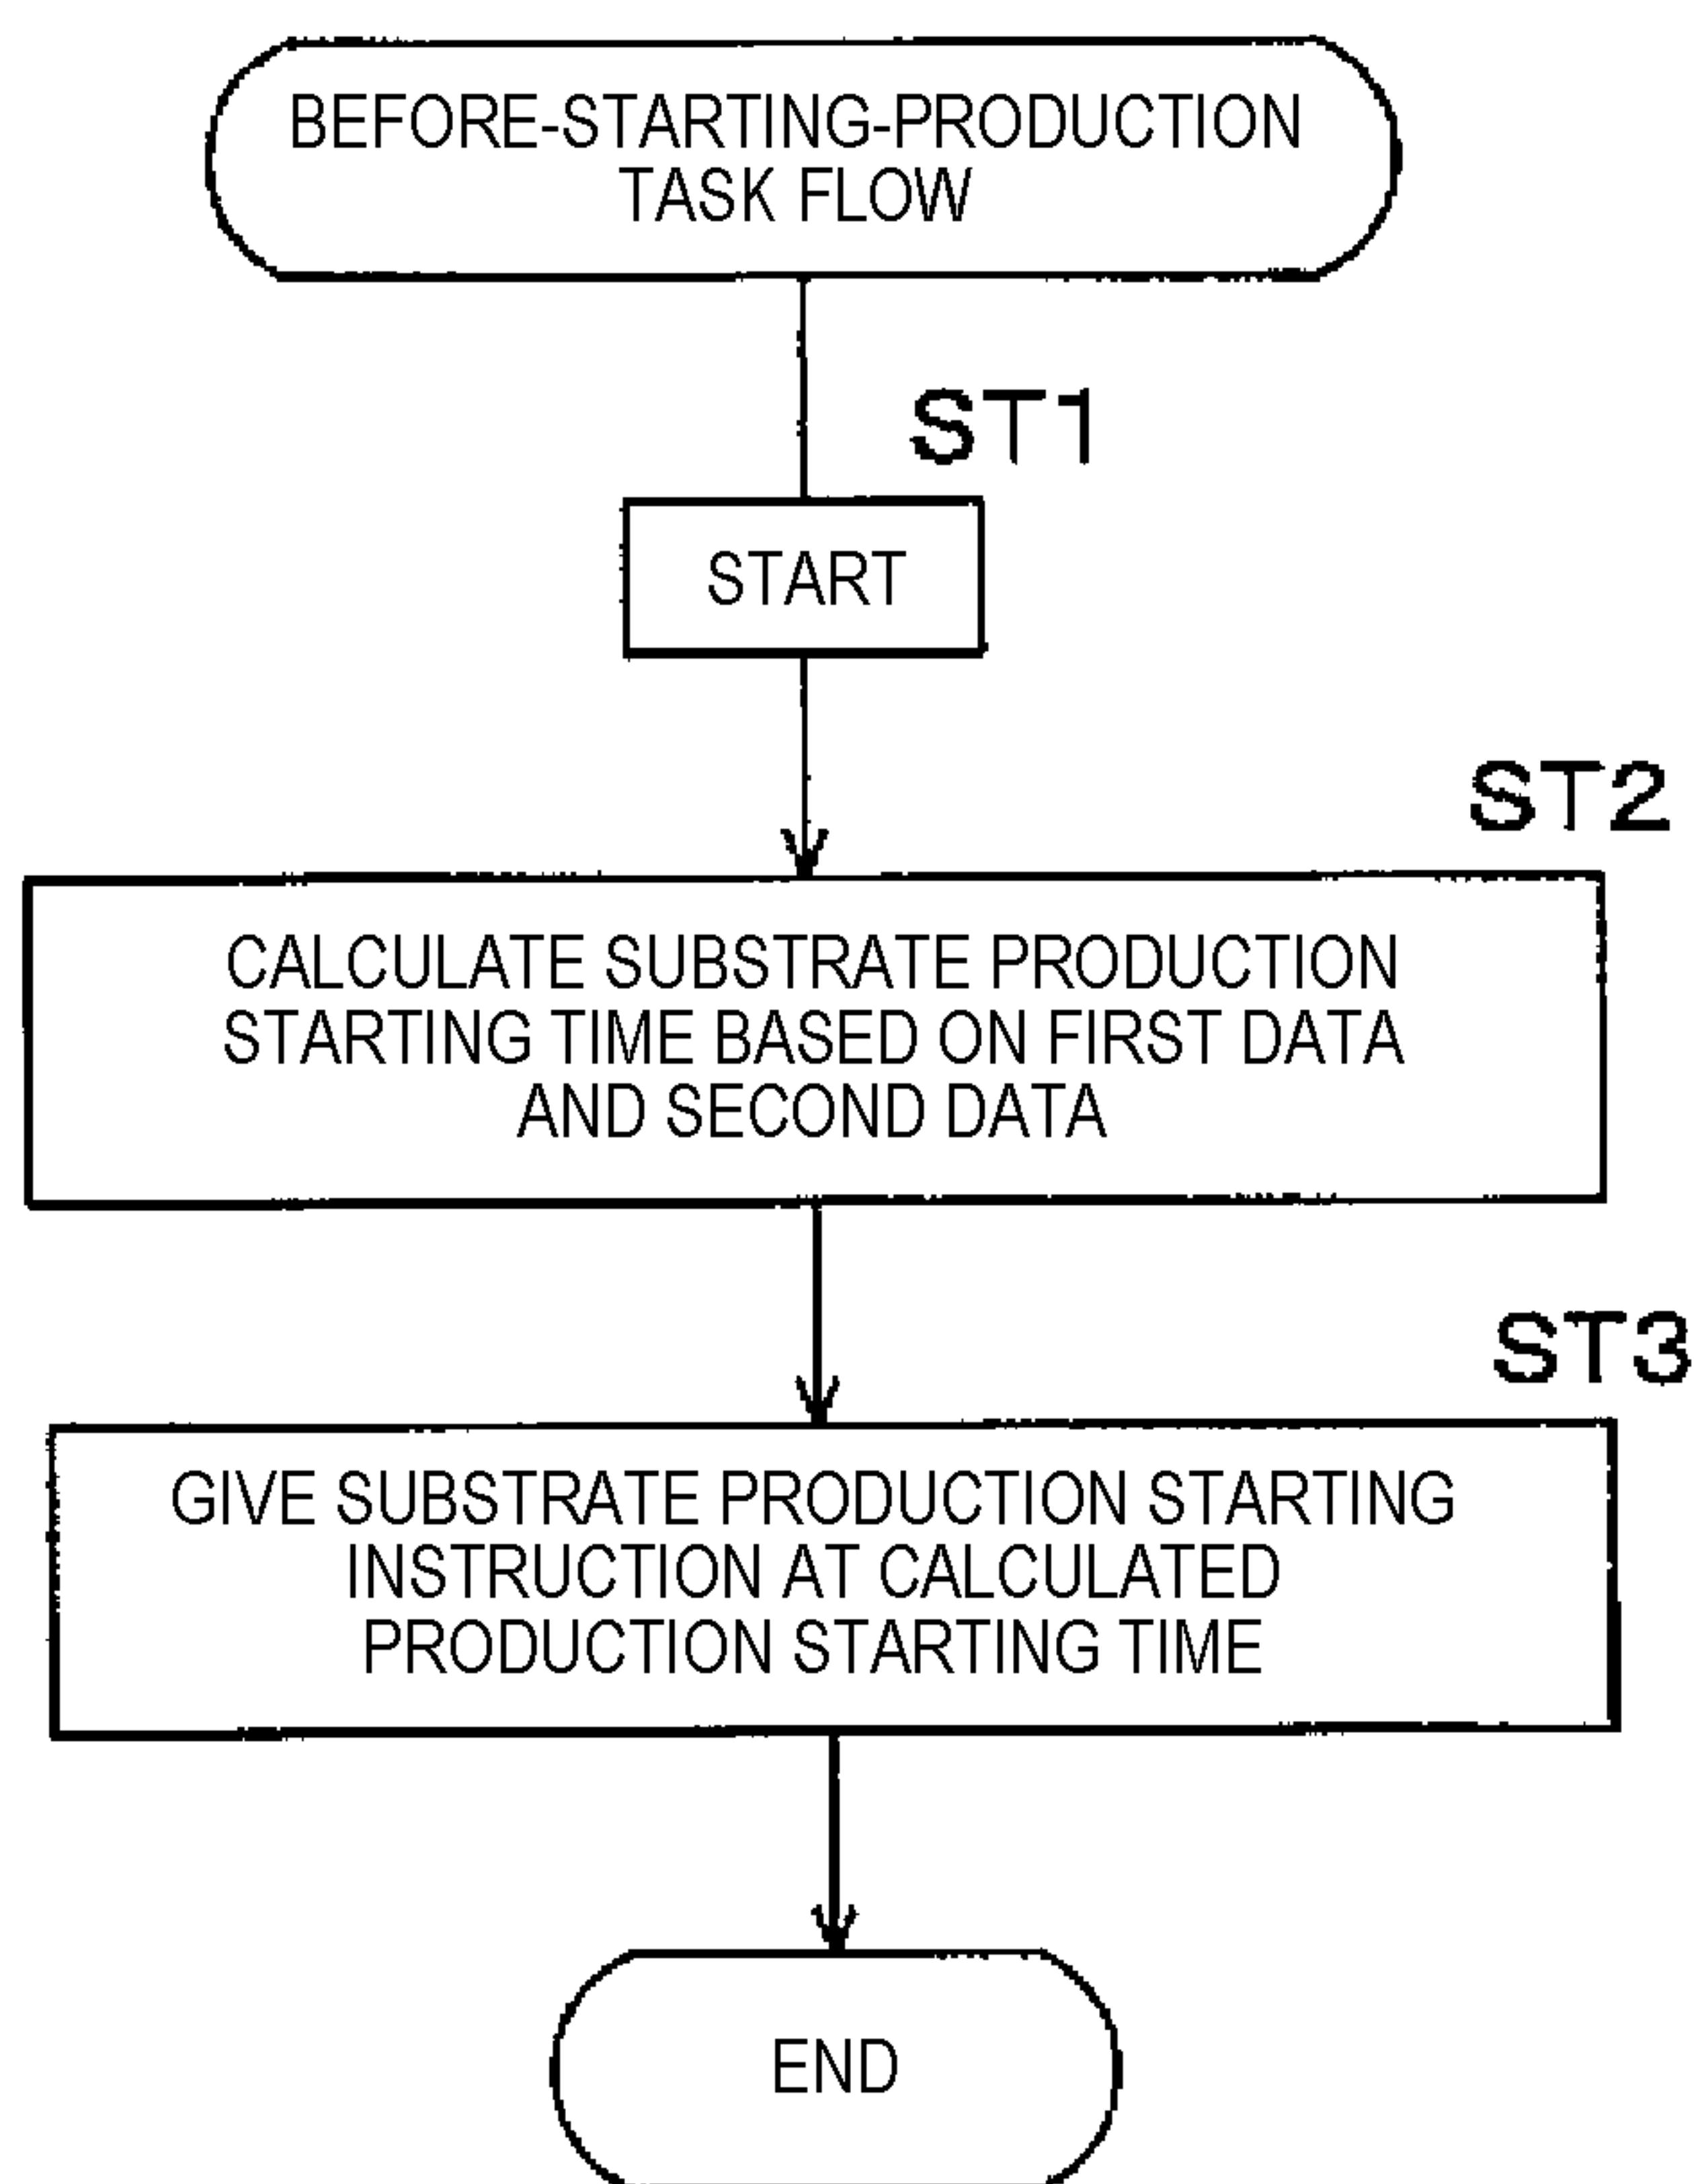 BEFORE-STARTING-PRODUCTION
TASK FLOW
ST1
START
ST2
CALCULATE SUBSTRATE PRODUCTION
STARTING TIME BASED ON FIRST DATA
AND SECOND DATA
ST3
GIVE SUBSTRATE PRODUCTION STARTING
INSTRUCTION AT CALCULATED
PRODUCTION STARTING TIME
END